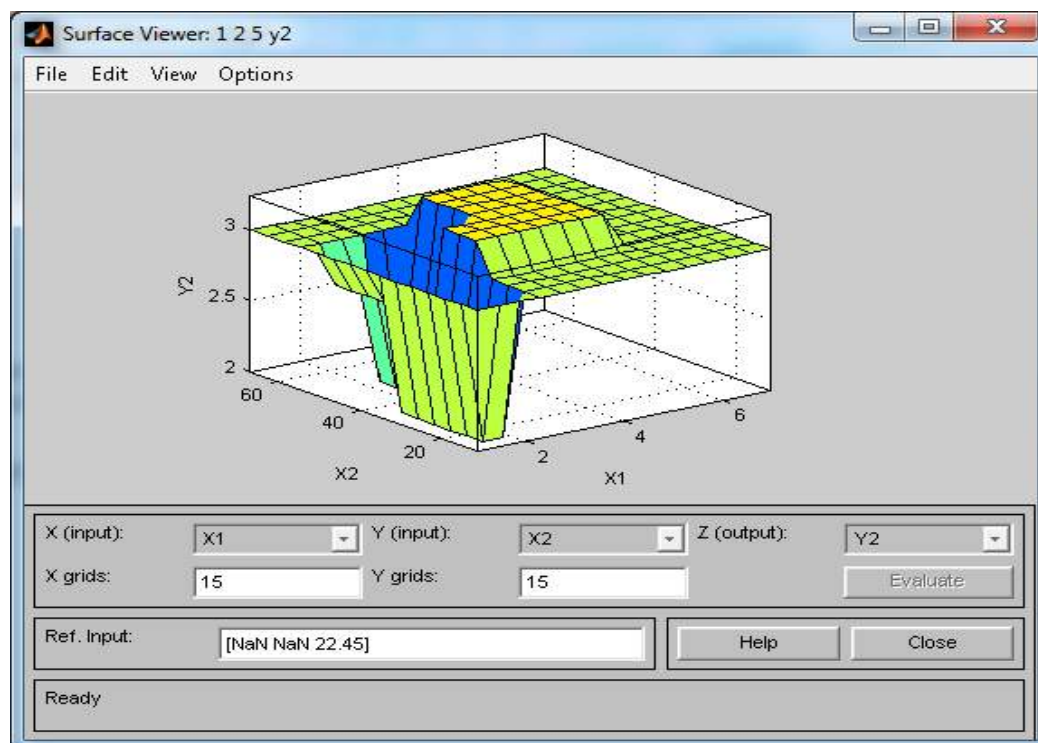 Surface Viewer: 1 2 5 y2
File Edit View Options
3
2.5
2
Y2
60
40
20
X2
2
4
6
X1
X (input): X1 Y (input): X2 Z (output): Y2
X grids: 15 Y grids: 15 Evaluate
Ref. Input: [NaN NaN 22.45] Help Close
Ready